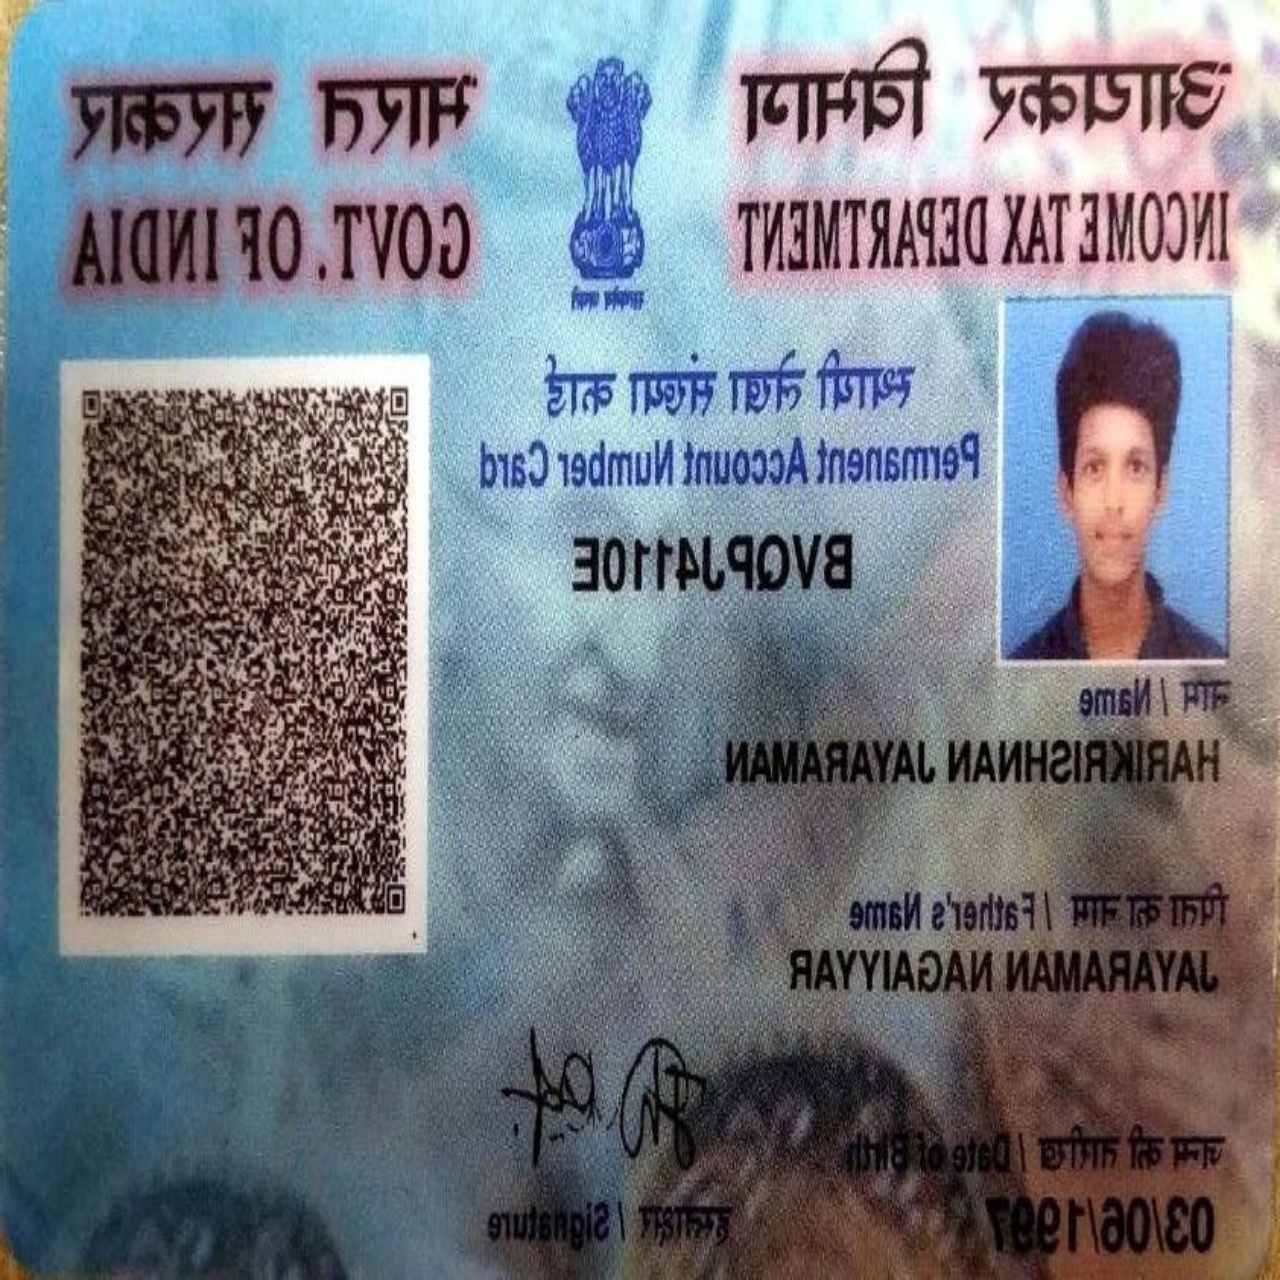 आयकर विभाग
INCOME TAX DEPARTMENT
भारत सरकार
GOVT. OF INDIA
सत्यमेव जयते
स्थायी लेखा संख्या कार्ड
Permanent Account Number Card
BVQPJ4110E
नाम / Name
HARIKRISHNAN JAYARAMAN
पिता का नाम / Father's Name
JAYARAMAN NAGAIYYAR
जन्म की तारीख / Date of Birth
03/06/1997
हस्ताक्षर / Signature